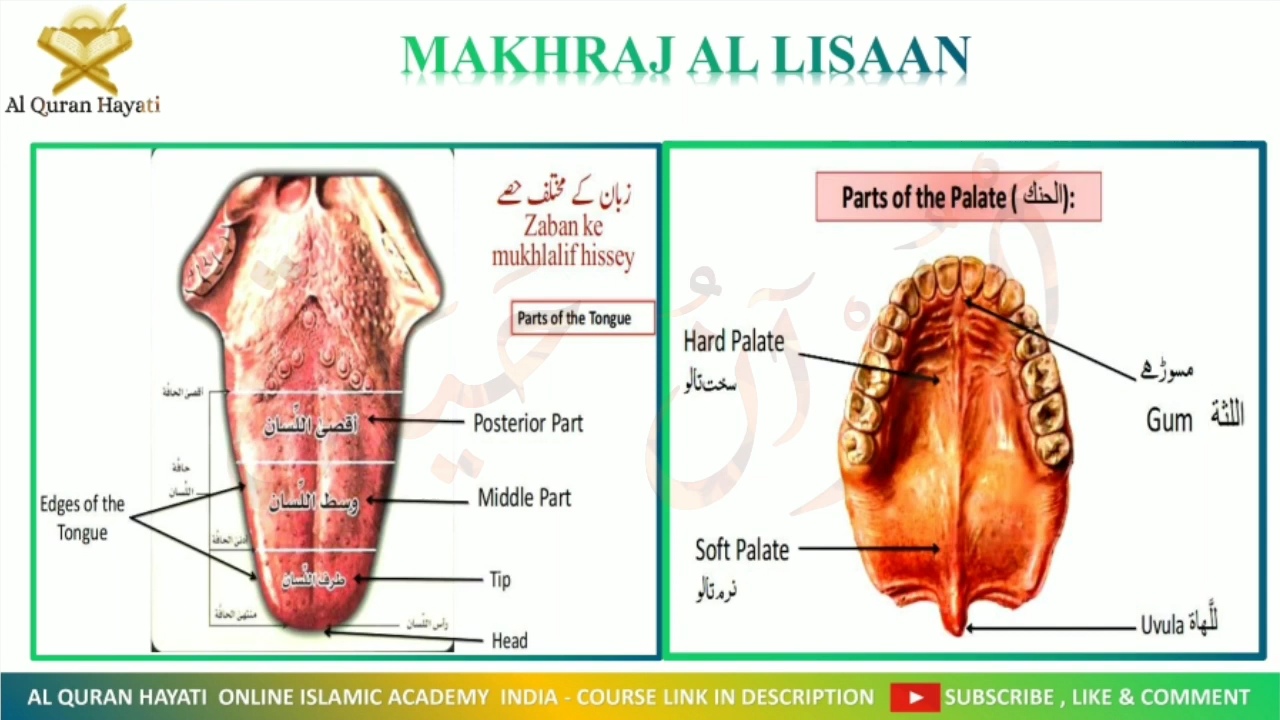 Al Quran Hayati
MAKHRAJ AL LISAAN
زبان کے مختلف حصے
Zaban ke
mukhlalif hissey
Parts of the Tongue
أقصى الحافّة
أقصى اللّسان
Posterior Part
حافّة
اللّسان
وسط اللّسان
Middle Part
Edges of the
Tongue
أدنى الحافّة
طرف اللّسان
Tip
منتهى الحافّة
رأس اللّسان
Head
Parts of the Palate ( الحنك):
Hard Palate
سخت تالو
مسوڑھے
Gum اللثة
Soft Palate
نرم تالو
Uvula للَّهاة
AL QURAN HAYATI ONLINE ISLAMIC ACADEMY INDIA - COURSE LINK IN DESCRIPTION SUBSCRIBE , LIKE & COMMENT